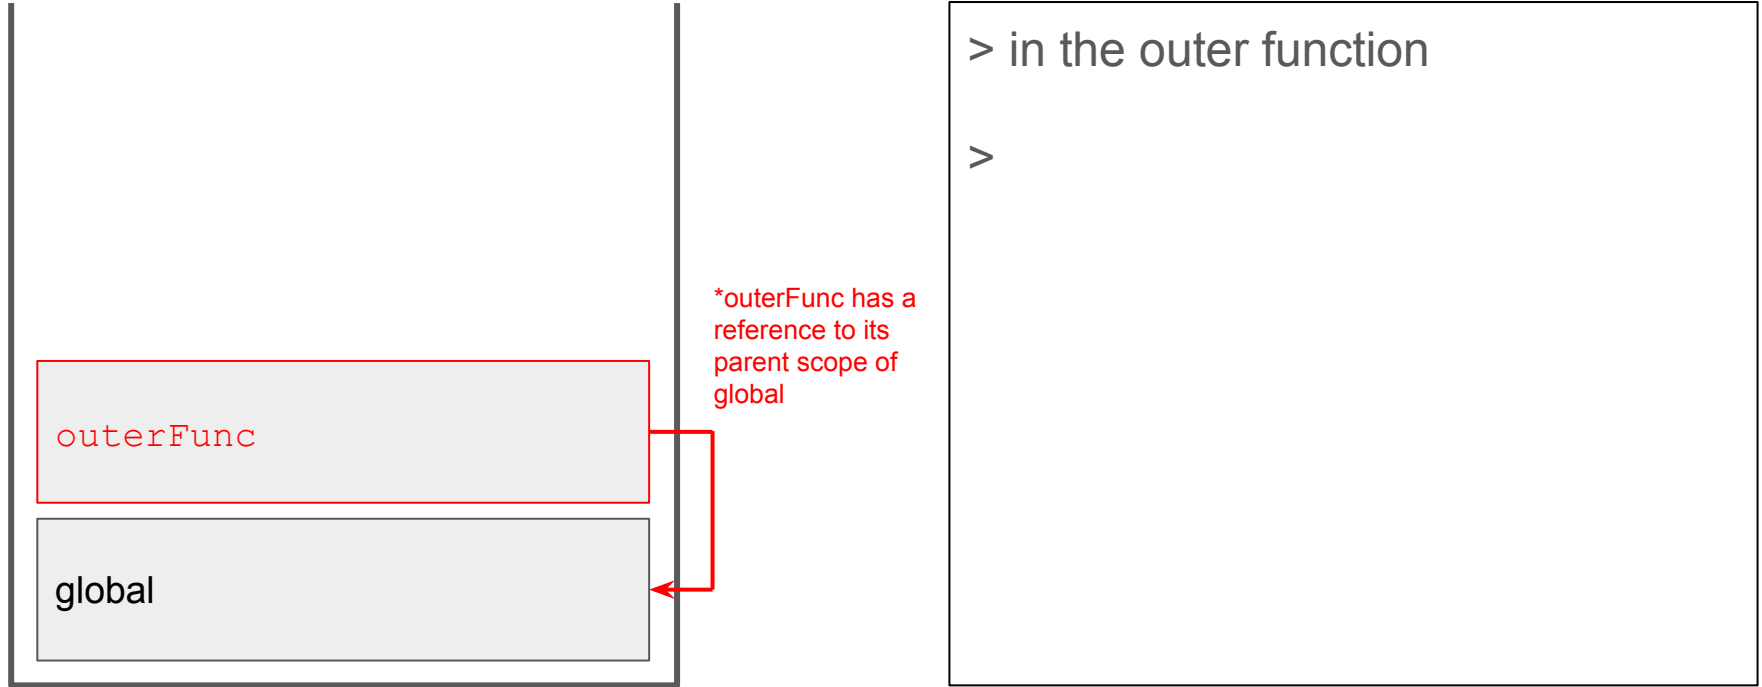 > in the outer function
>
*outerFunc has a
reference to its
parent scope of
global
outerFunc
global